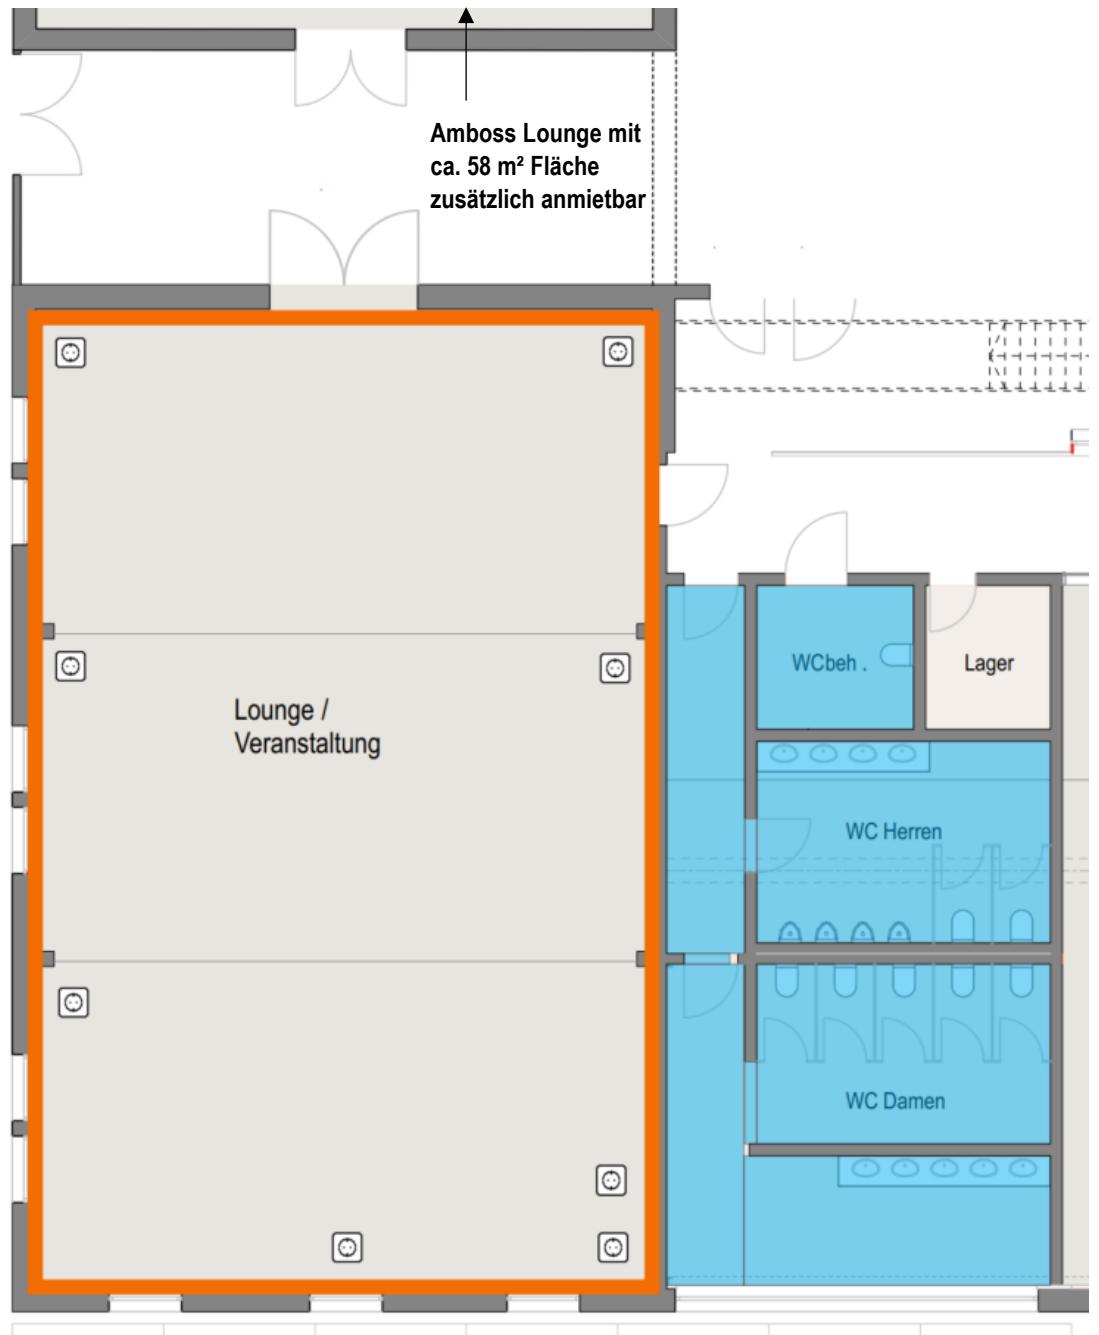 Amboss Lounge mit
ca. 58 m² Fläche
zusätzlich anmietbar
WCbeh .
Lager
Lounge /
Veranstaltung
WC Herren
WC Damen